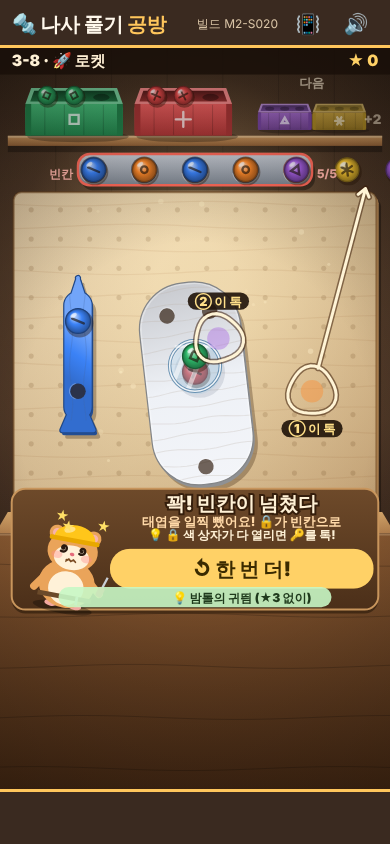 나사 풀기 공방 빌드 M2-S020
3-8 · 로켓 ★ 0
다음
+2
빈칸 5/5
② 이 톡
① 이 톡
꽉! 빈칸이 넘쳤다
태엽을 일찍 뺐어요! 🔒가 빈칸으로
💡 🔒 색 상자가 다 열리면 🔑를 톡!
한 번 더!
💡 밤톨의 귀띔 (★3 없이)